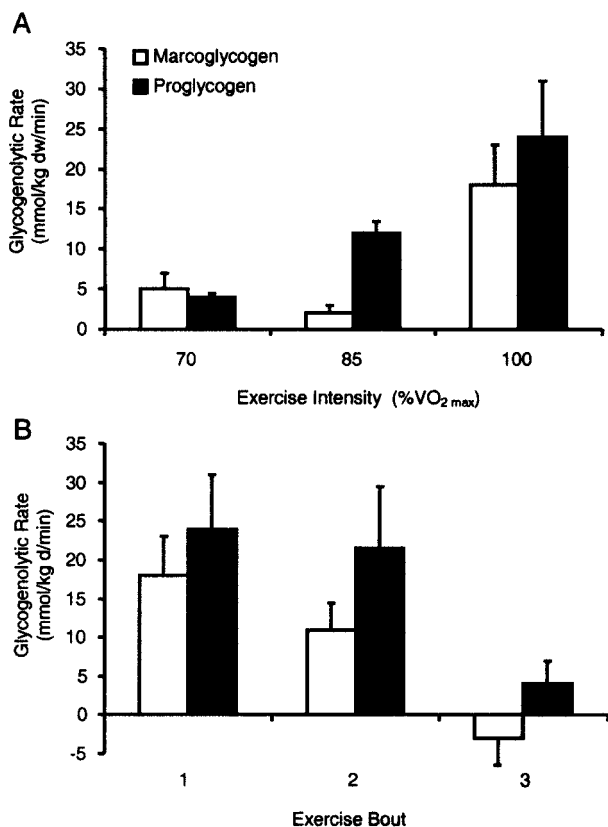 A
Glycogenolytic Rate
(mmol/kg dw/min)
35
30
25
20
15
10
5
0
Marcoglycogen
Proglycogen
70 85 100
Exercise Intensity (%VO2 max)
B
Glycogenolytic Rate
(mmol/kg d/min)
35
30
25
20
15
10
5
0
-5
1 2 3
Exercise Bout